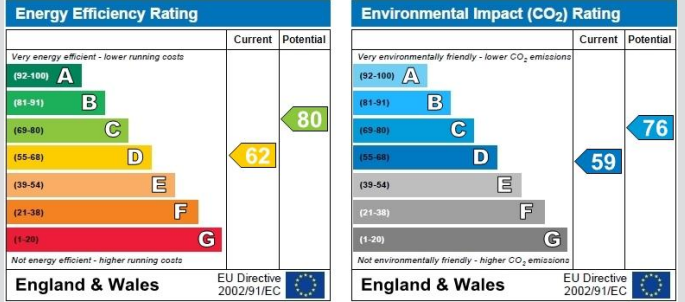 Energy Efficiency Rating
Current Potential
Very energy efficient - lower running costs
(92-100) A
(81-91) B
(69-80) C
(55-68) D
(39-54) E
(21-38) F
(1-20) G
80
62
Not energy efficient - higher running costs
England & Wales
EU Directive
2002/91/EC
Environmental Impact (CO₂) Rating
Current Potential
Very environmentally friendly - lower CO₂ emissions
(92-100) A
(81-91) B
(69-80) C
(55-68) D
(39-54) E
(21-38) F
(1-20) G
76
59
Not environmentally friendly - higher CO₂ emissions
England & Wales
EU Directive
2002/91/EC